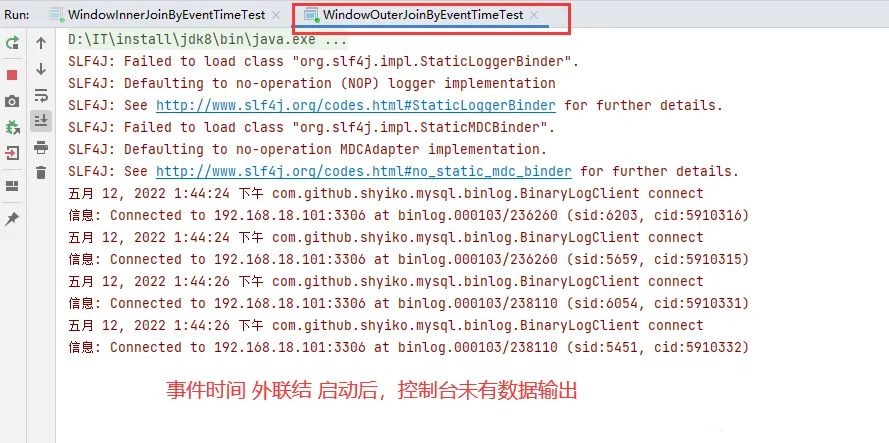 Run: WindowInnerJoinByEventTimeTest × WindowOuterJoinByEventTimeTest ×
D:\IT\install\jdk8\bin\java.exe ...
SLF4J: Failed to load class "org.slf4j.impl.StaticLoggerBinder".
SLF4J: Defaulting to no-operation (NOP) logger implementation
SLF4J: See http://www.slf4j.org/codes.html#StaticLoggerBinder for further details.
SLF4J: Failed to load class "org.slf4j.impl.StaticMDCBinder".
SLF4J: Defaulting to no-operation MDCAdapter implementation.
SLF4J: See http://www.slf4j.org/codes.html#no_static_mdc_binder for further details.
五月 12, 2022 1:44:24 下午 com.github.shyiko.mysql.binlog.BinaryLogClient connect
信息: Connected to 192.168.18.101:3306 at binlog.000103/236260 (sid:6203, cid:5910316)
五月 12, 2022 1:44:24 下午 com.github.shyiko.mysql.binlog.BinaryLogClient connect
信息: Connected to 192.168.18.101:3306 at binlog.000103/236260 (sid:5659, cid:5910315)
五月 12, 2022 1:44:26 下午 com.github.shyiko.mysql.binlog.BinaryLogClient connect
信息: Connected to 192.168.18.101:3306 at binlog.000103/238110 (sid:6054, cid:5910331)
五月 12, 2022 1:44:26 下午 com.github.shyiko.mysql.binlog.BinaryLogClient connect
信息: Connected to 192.168.18.101:3306 at binlog.000103/238110 (sid:5451, cid:5910332)
事件时间 外联结 启动后，控制台未有数据输出